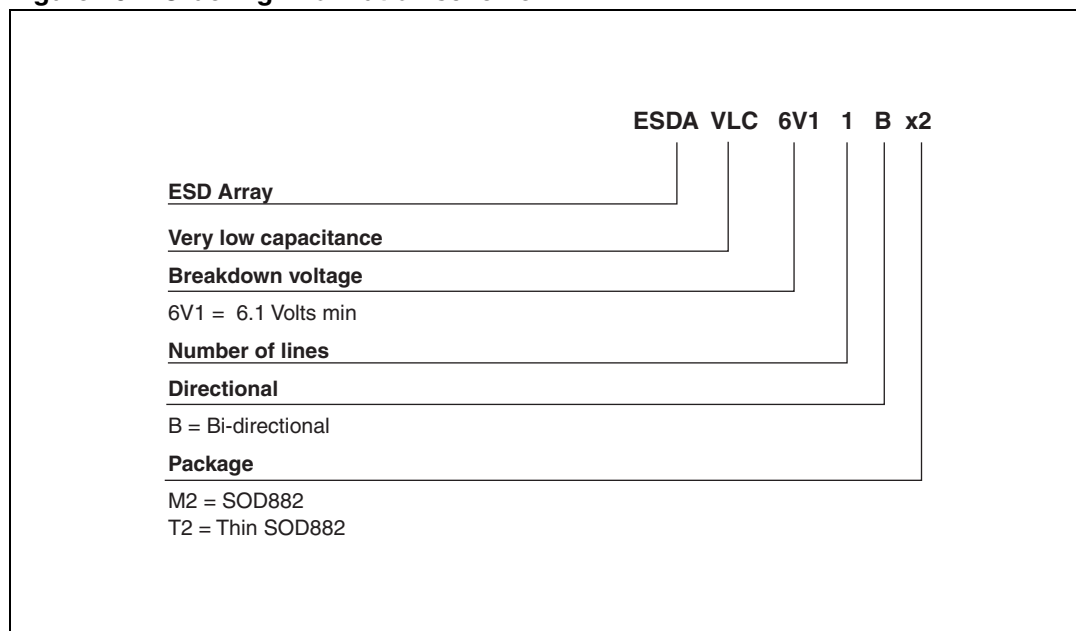 ESDA VLC 6V1 1 B x2
ESD Array
Very low capacitance
Breakdown voltage
6V1 = 6.1 Volts min
Number of lines
Directional
B = Bi-directional
Package
M2 = SOD882
T2 = Thin SOD882